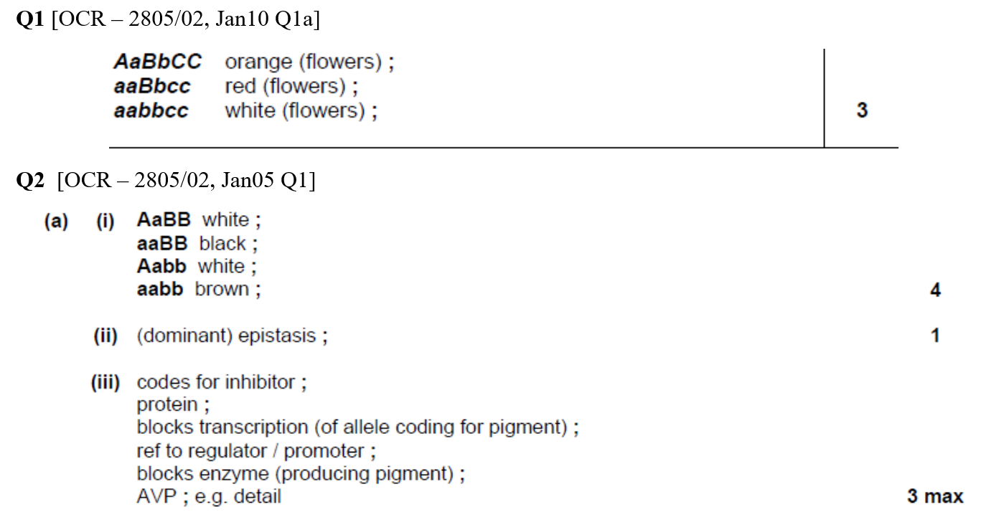 Q1 [OCR – 2805/02, Jan10 Q1a]
AaBbCC orange (flowers) ;
aaBbcc red (flowers) ;
aabbcc white (flowers) ; 3
Q2 [OCR – 2805/02, Jan05 Q1]
(a) (i) AaBB white ;
aaBB black ;
Aabb white ;
aabb brown ; 4
(ii) (dominant) epistasis ; 1
(iii) codes for inhibitor ;
protein ;
blocks transcription (of allele coding for pigment) ;
ref to regulator / promoter ;
blocks enzyme (producing pigment) ;
AVP ; e.g. detail 3 max